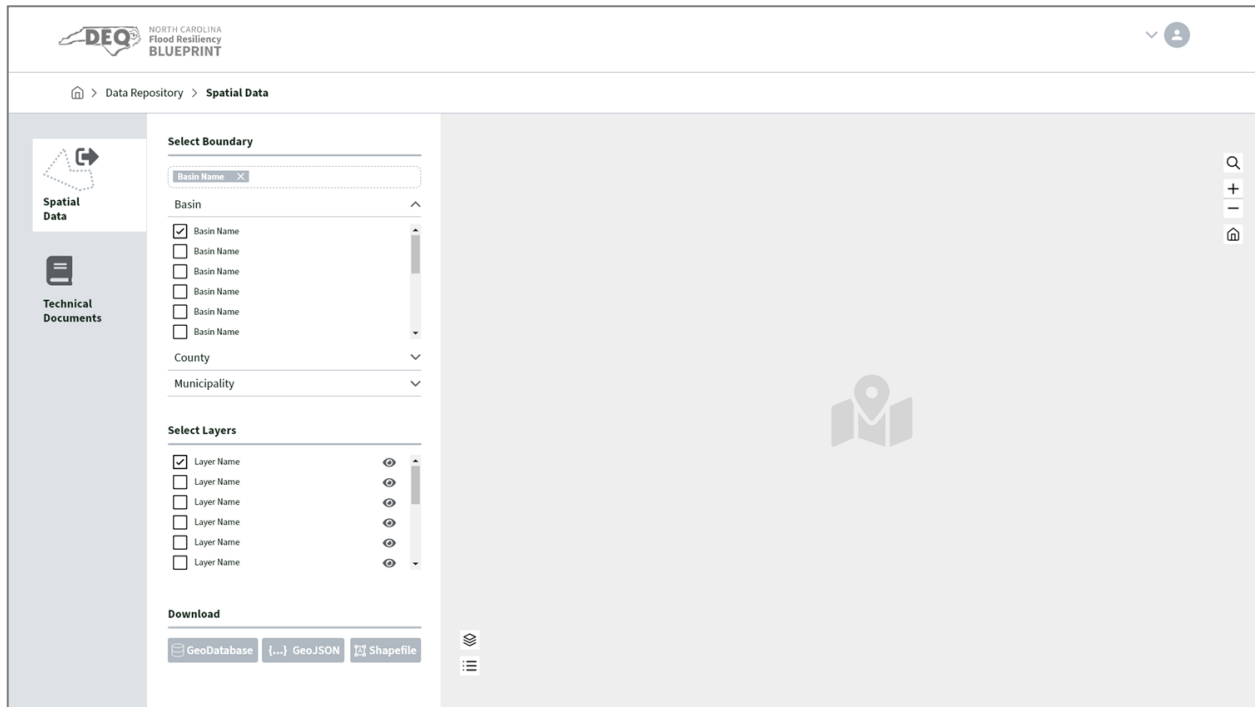 DEQ
NORTH CAROLINA
Flood Resiliency
BLUEPRINT
> Data Repository > Spatial Data
Spatial
Data
Technical
Documents
Select Boundary
Basin Name X
Basin
Basin Name
Basin Name
Basin Name
Basin Name
Basin Name
Basin Name
County
Municipality
Select Layers
Layer Name
Layer Name
Layer Name
Layer Name
Layer Name
Layer Name
Download
GeoDatabase
{...} GeoJSON
Shapefile